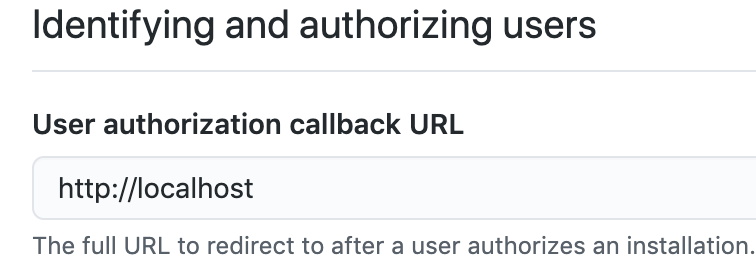 Identifying and authorizing users
User authorization callback URL
http://localhost
The full URL to redirect to after a user authorizes an installation.